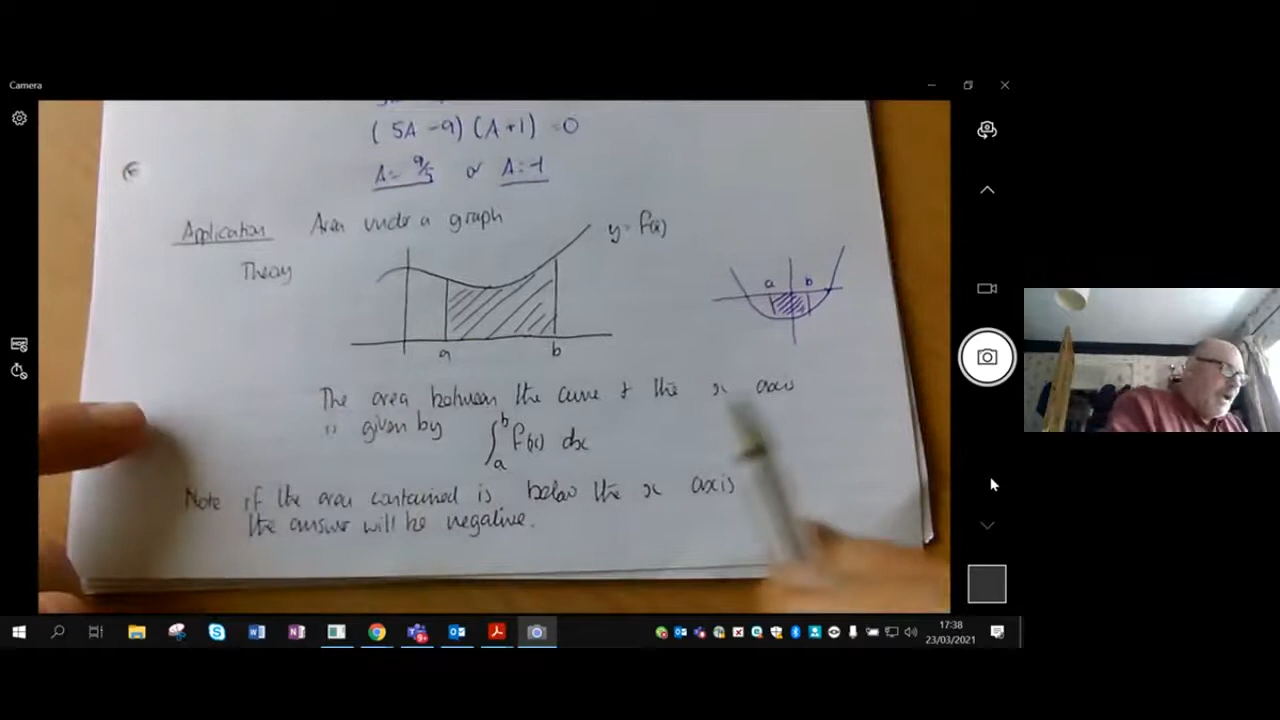 Camera
(5A-9) (A+1) =0
A= 9/5 or A=-1
Application Area under a graph
y=f(x)
Theory
a b
a b
The area between the curve & the x axis
is given by ∫ₐᵇ f(x) dx
Note if the area contained is below the x axis
the answer will be negative.
17:38
23/03/2021